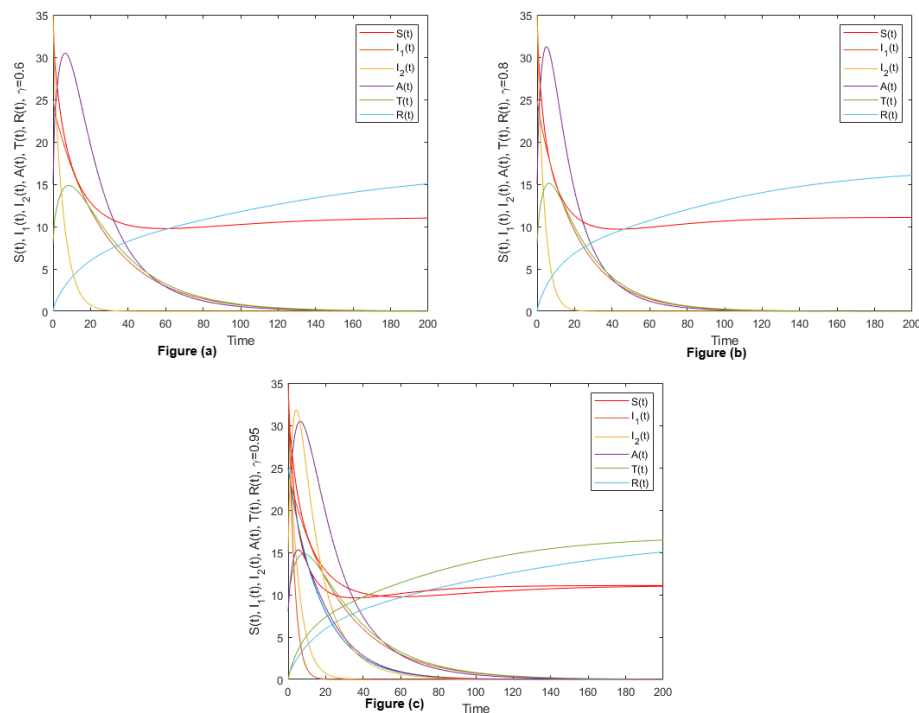 S(t), I1(t), I2(t), A(t), T(t), R(t), γ=0.6
35
30
25
20
15
10
5
0
0 20 40 60 80 100 120 140 160 180 200
Time
S(t)
I1(t)
I2(t)
A(t)
T(t)
R(t)
Figure (a)
S(t), I1(t), I2(t), A(t), T(t), R(t), γ=0.8
35
30
25
20
15
10
5
0
0 20 40 60 80 100 120 140 160 180 200
Time
S(t)
I1(t)
I2(t)
A(t)
T(t)
R(t)
Figure (b)
S(t), I1(t), I2(t), A(t), T(t), R(t), γ=0.95
35
30
25
20
15
10
5
0
0 20 40 60 80 100 120 140 160 180 200
Time
S(t)
I1(t)
I2(t)
A(t)
T(t)
R(t)
Figure (c)